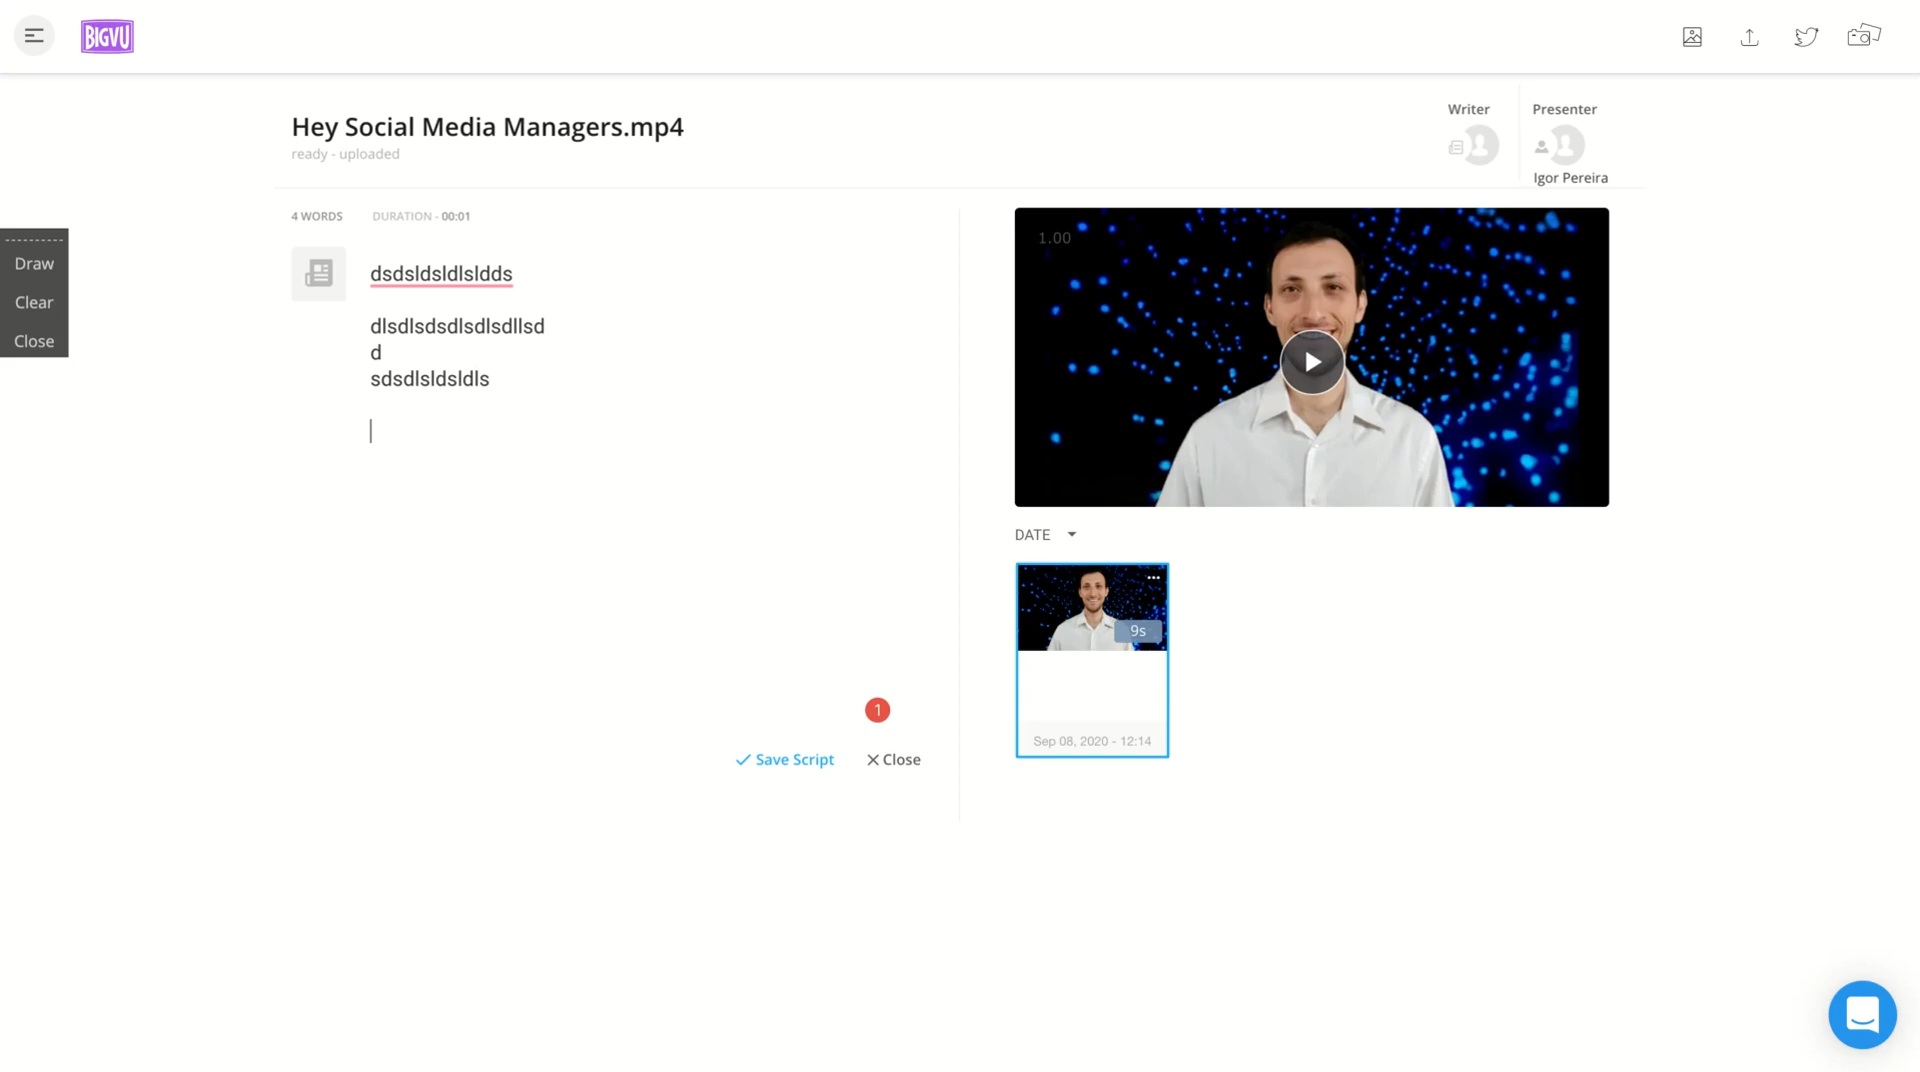 BIGVU
Hey Social Media Managers.mp4
ready - uploaded
Writer
Presenter
Igor Pereira
4 WORDS
DURATION - 00:01
Draw
Clear
Close
dsdsldsldlsldds
dlsdlsdsdlsdlsdllsd
d
sdsdlsldsldls
1.00
DATE
9s
Sep 08, 2020 - 12:14
1
Save Script
Close